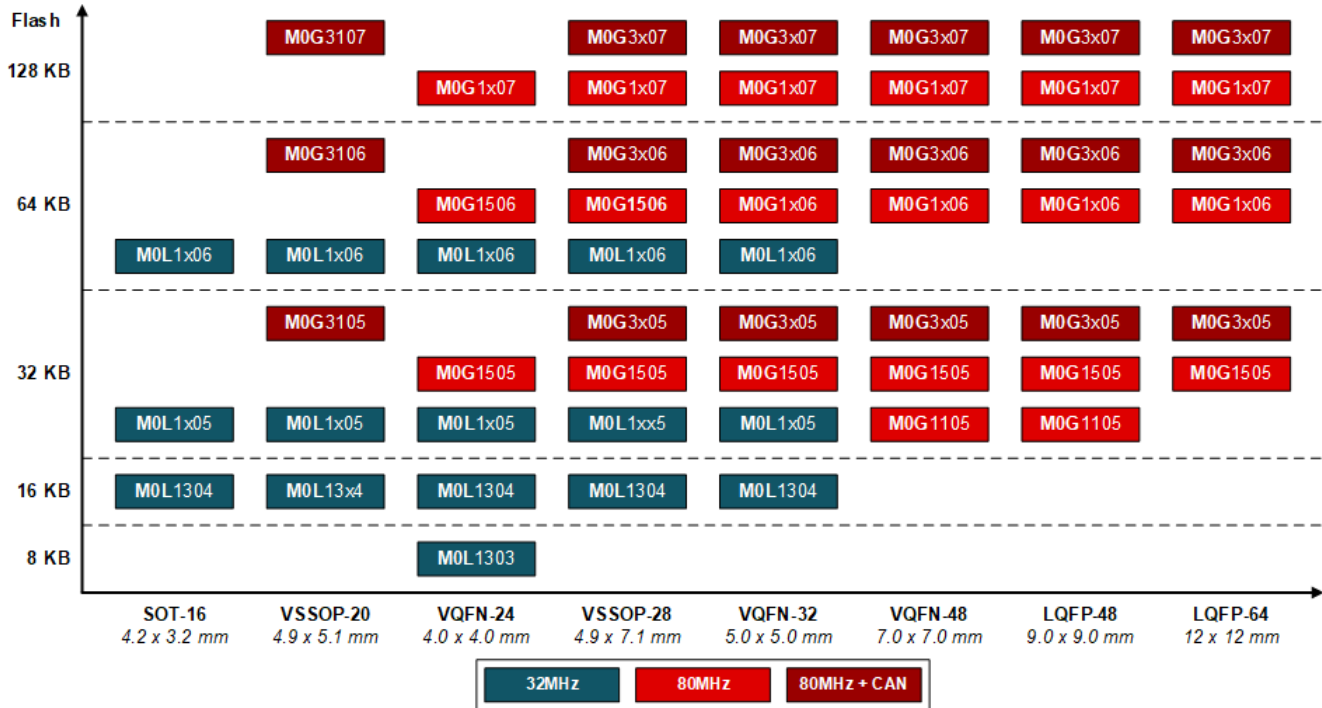 Flash
M0G3107 M0G3x07 M0G3x07 M0G3x07 M0G3x07 M0G3x07
128 KB
M0G1x07 M0G1x07 M0G1x07 M0G1x07 M0G1x07 M0G1x07
M0G3106 M0G3x06 M0G3x06 M0G3x06 M0G3x06 M0G3x06
64 KB M0G1506 M0G1506 M0G1x06 M0G1x06 M0G1x06 M0G1x06
M0L1x06 M0L1x06 M0L1x06 M0L1x06 M0L1x06
M0G3105 M0G3x05 M0G3x05 M0G3x05 M0G3x05 M0G3x05
32 KB M0G1505 M0G1505 M0G1505 M0G1505 M0G1505 M0G1505
M0L1x05 M0L1x05 M0L1x05 M0L1xx5 M0L1x05 M0G1105 M0G1105
16 KB M0L1304 M0L13x4 M0L1304 M0L1304 M0L1304
8 KB M0L1303
SOT-16 VSSOP-20 VQFN-24 VSSOP-28 VQFN-32 VQFN-48 LQFP-48 LQFP-64
4.2 x 3.2 mm 4.9 x 5.1 mm 4.0 x 4.0 mm 4.9 x 7.1 mm 5.0 x 5.0 mm 7.0 x 7.0 mm 9.0 x 9.0 mm 12 x 12 mm
32MHz 80MHz 80MHz + CAN